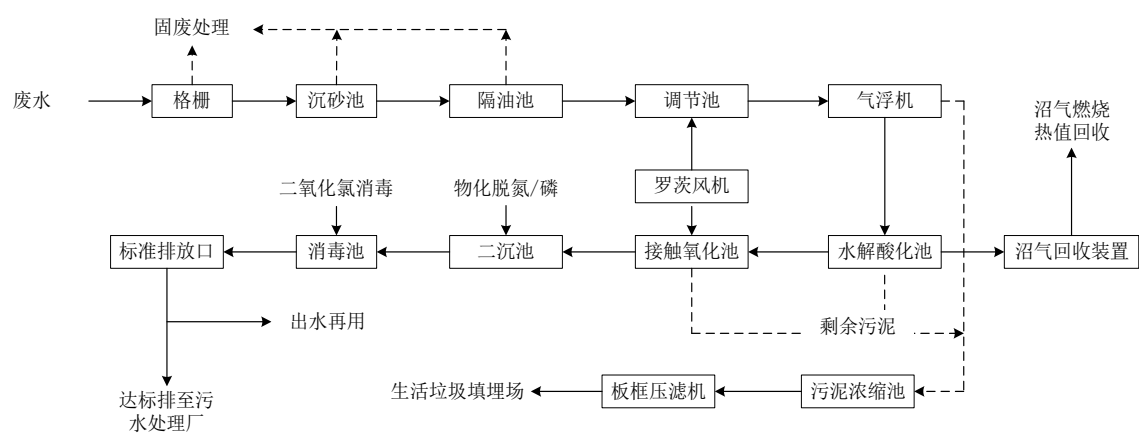 固废处理
废水
格栅
沉砂池
隔油池
调节池
气浮机
沼气燃烧
热值回收
二氧化氯消毒
物化脱氮/磷
罗茨风机
标准排放口
消毒池
二沉池
接触氧化池
水解酸化池
沼气回收装置
出水再用
剩余污泥
达标排至污
水处理厂
生活垃圾填埋场
板框压滤机
污泥浓缩池